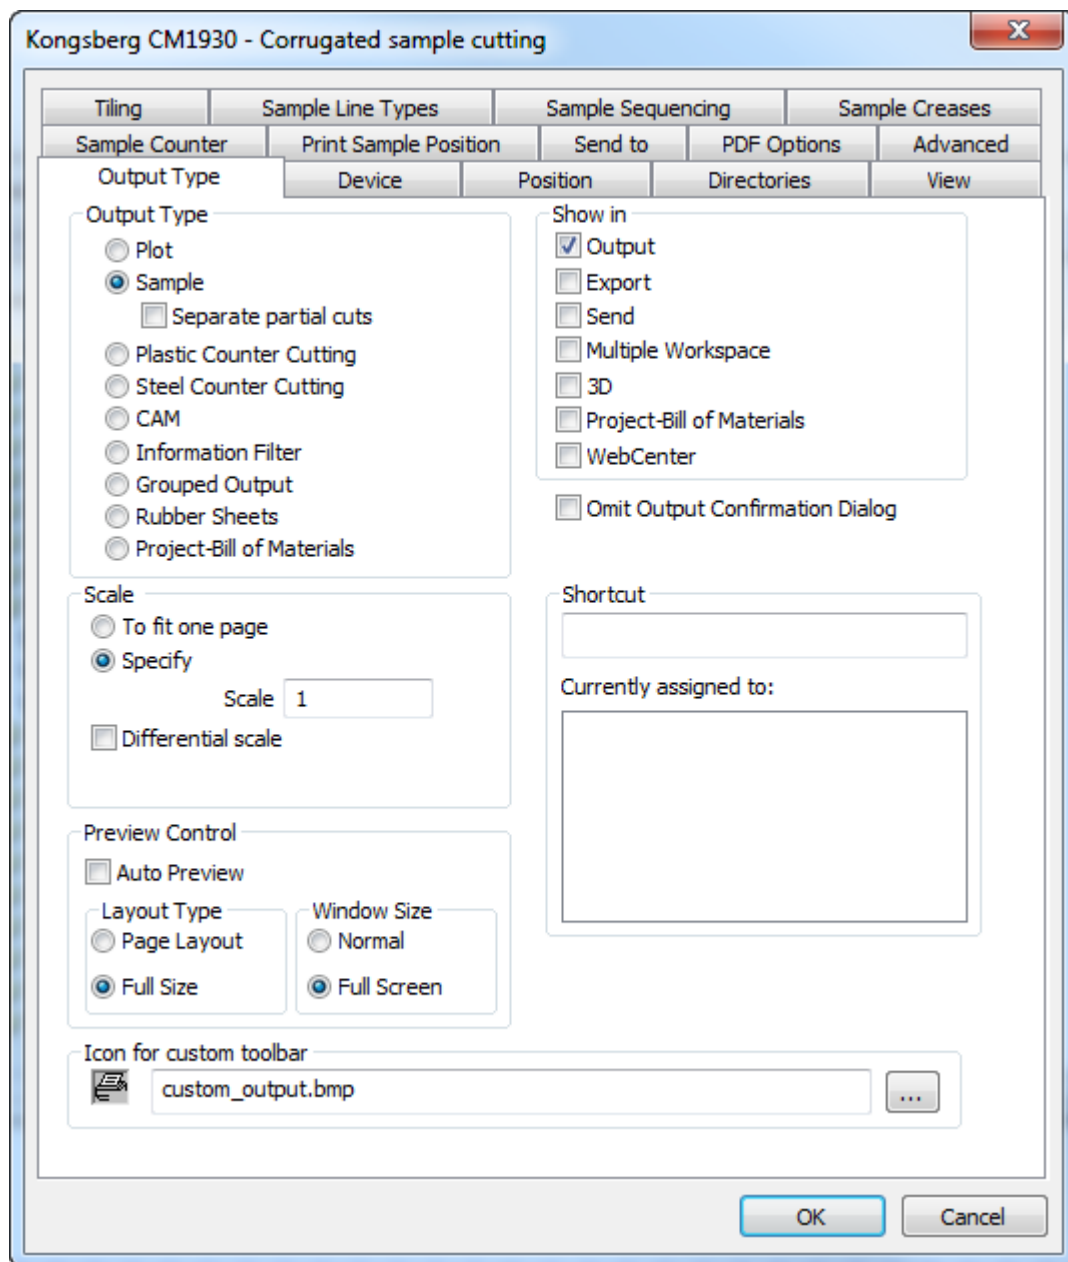 Kongsberg CM1930 - Corrugated sample cutting
Tiling Sample Line Types Sample Sequencing Sample Creases
Sample Counter Print Sample Position Send to PDF Options Advanced
Output Type Device Position Directories View
Output Type
Plot
Sample
Separate partial cuts
Plastic Counter Cutting
Steel Counter Cutting
CAM
Information Filter
Grouped Output
Rubber Sheets
Project-Bill of Materials
Show in
Output
Export
Send
Multiple Workspace
3D
Project-Bill of Materials
WebCenter
Omit Output Confirmation Dialog
Scale
To fit one page
Specify
Scale 1
Differential scale
Shortcut
Currently assigned to:
Preview Control
Auto Preview
Layout Type
Page Layout
Full Size
Window Size
Normal
Full Screen
Icon for custom toolbar
custom_output.bmp
...
OK Cancel